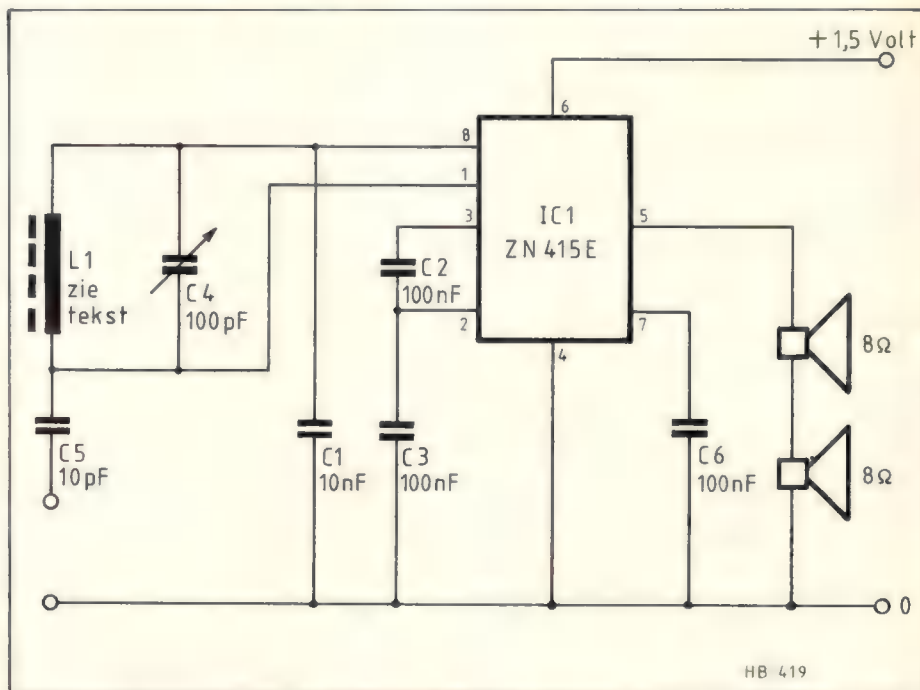 +1,5 Volt
6
8
1
3
2
IC1
ZN 415E
5
7
4
L1
zie
tekst
C4
100pF
C2
100nF
C5
10pF
C1
10nF
C3
100nF
C6
100nF
8Ω
8Ω
0
HB 419